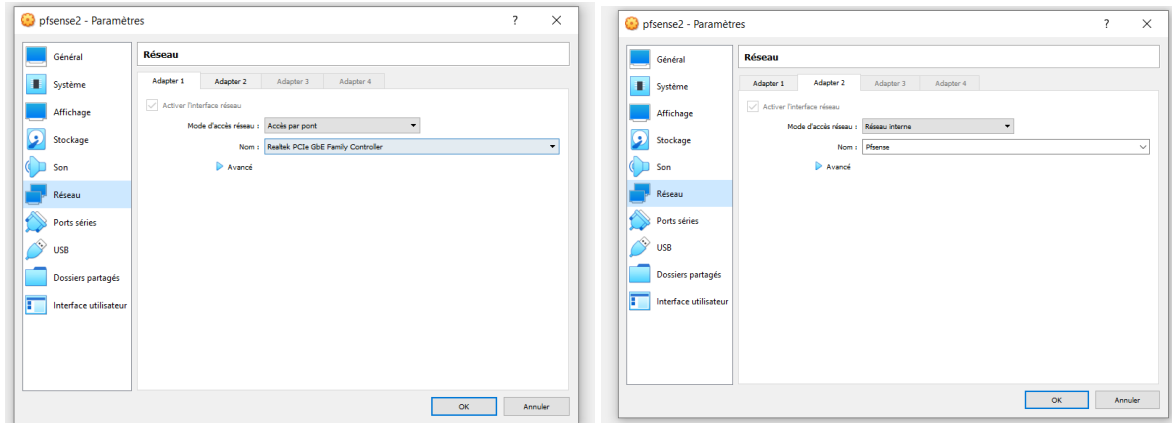 pfsense2 - Paramètres
? ×
Général
Système
Affichage
Stockage
Son
Réseau
Ports séries
USB
Dossiers partagés
Interface utilisateur
Réseau
Adapter 1 Adapter 2 Adapter 3 Adapter 4
Activer l'interface réseau
Mode d'accès réseau : Accès par pont
Nom : Realtek PCIe GbE Family Controller
Avancé
OK Annuler
pfsense2 - Paramètres
? ×
Général
Système
Affichage
Stockage
Son
Réseau
Ports séries
USB
Dossiers partagés
Interface utilisateur
Réseau
Adapter 1 Adapter 2 Adapter 3 Adapter 4
Activer l'interface réseau
Mode d'accès réseau : Réseau interne
Nom : Pfsense
Avancé
OK Annuler